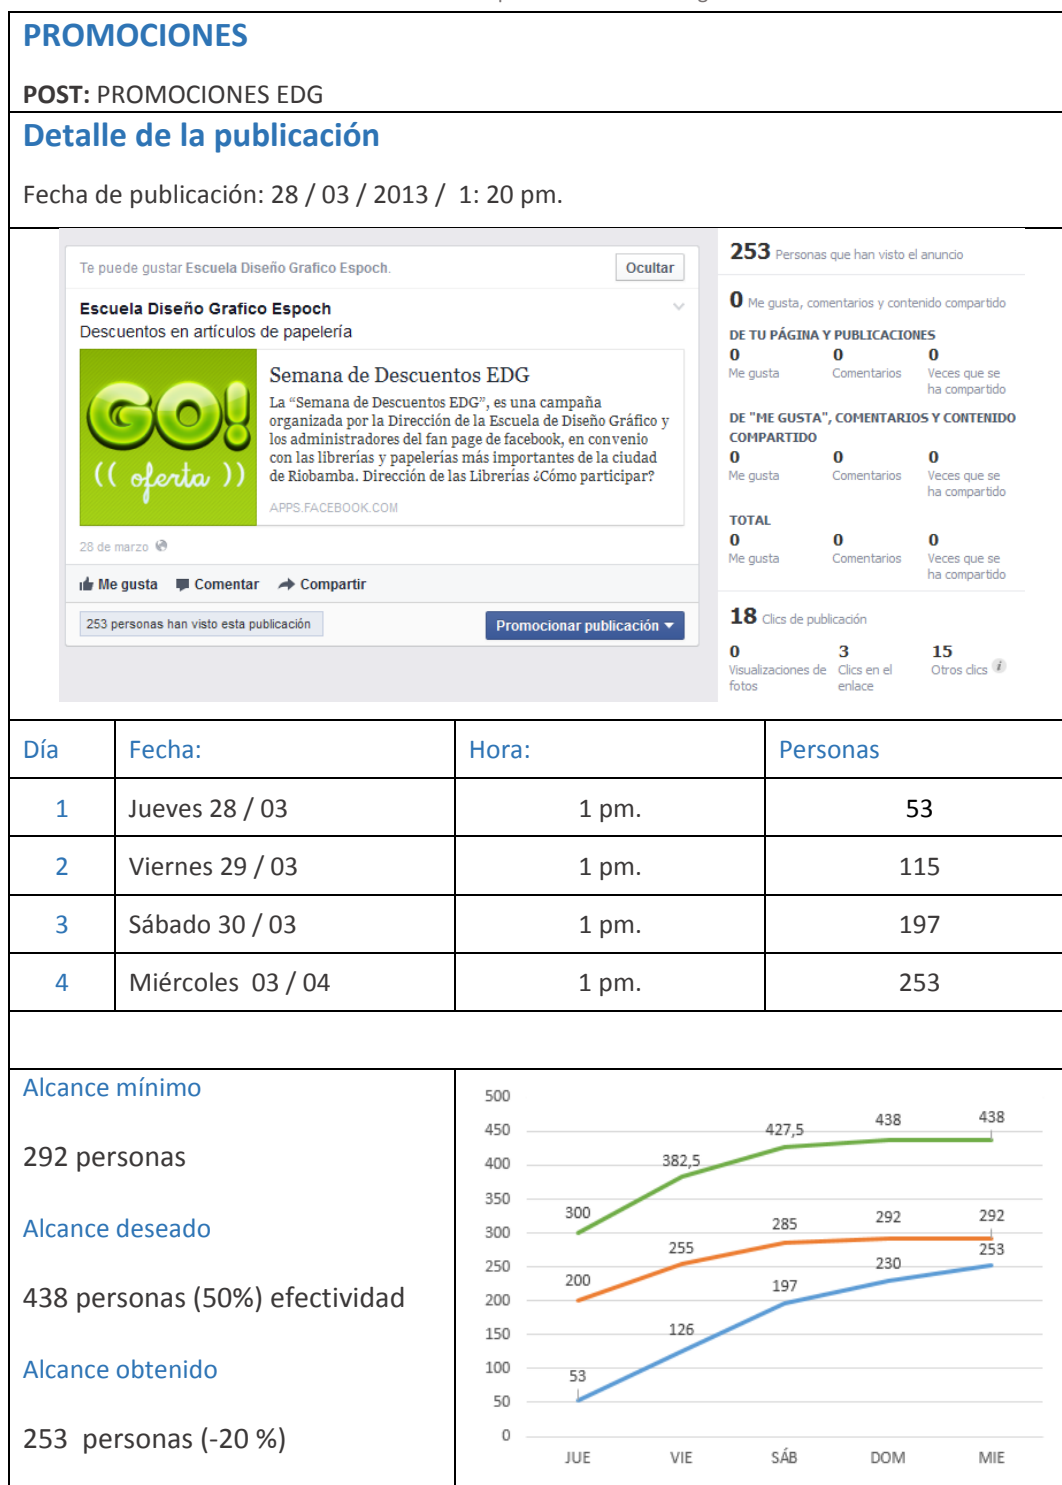 PROMOCIONES
POST: PROMOCIONES EDG
Detalle de la publicación
Fecha de publicación: 28 / 03 / 2013 / 1: 20 pm.
Te puede gustar Escuela Diseño Grafico Espoch.
Ocultar
Escuela Diseño Grafico Espoch
Descuentos en artículos de papelería
GO!
(( oferta ))
Semana de Descuentos EDG
La “Semana de Descuentos EDG”, es una campaña
organizada por la Dirección de la Escuela de Diseño Gráfico y
los administradores del fan page de facebook, en convenio
con las librerías y papelerías más importantes de la ciudad
de Riobamba. Dirección de las Librerías ¿Cómo participar?
APPS.FACEBOOK.COM
28 de marzo
Me gusta Comentar Compartir
253 personas han visto esta publicación
Promocionar publicación
253 Personas que han visto el anuncio
0 Me gusta, comentarios y contenido compartido
DE TU PÁGINA Y PUBLICACIONES
0 0 0
Me gusta Comentarios Veces que se
ha compartido
DE "ME GUSTA", COMENTARIOS Y CONTENIDO
COMPARTIDO
0 0 0
Me gusta Comentarios Veces que se
ha compartido
TOTAL
0 0 0
Me gusta Comentarios Veces que se
ha compartido
18 Clics de publicación
0 3 15
Visualizaciones de Clics en el Otros clics i
fotos enlace
Día Fecha: Hora: Personas
1 Jueves 28 / 03 1 pm. 53
2 Viernes 29 / 03 1 pm. 115
3 Sábado 30 / 03 1 pm. 197
4 Miércoles 03 / 04 1 pm. 253
Alcance mínimo
292 personas
Alcance deseado
438 personas (50%) efectividad
Alcance obtenido
253 personas (-20 %)
500
450
400
350
300
250
200
150
100
50
0
300 382,5 427,5 438 438
200 255 285 292 292
53 126 197 230 253
JUE VIE SÁB DOM MIE